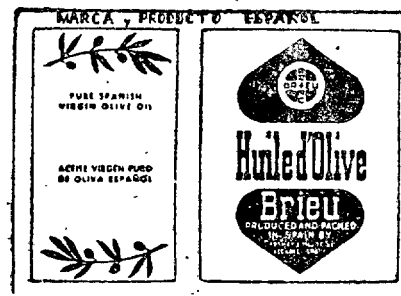 MARCA y PRODUCTO ESPAÑOL
PURE SPANISH
VIRGIN OLIVE OIL
ACEITE VIRGEN PURO
DE OLIVA ESPAÑOL
BRIEU
Huile d'Olive
Brieu
PRODUCED AND PACKED
IN SPAIN BY